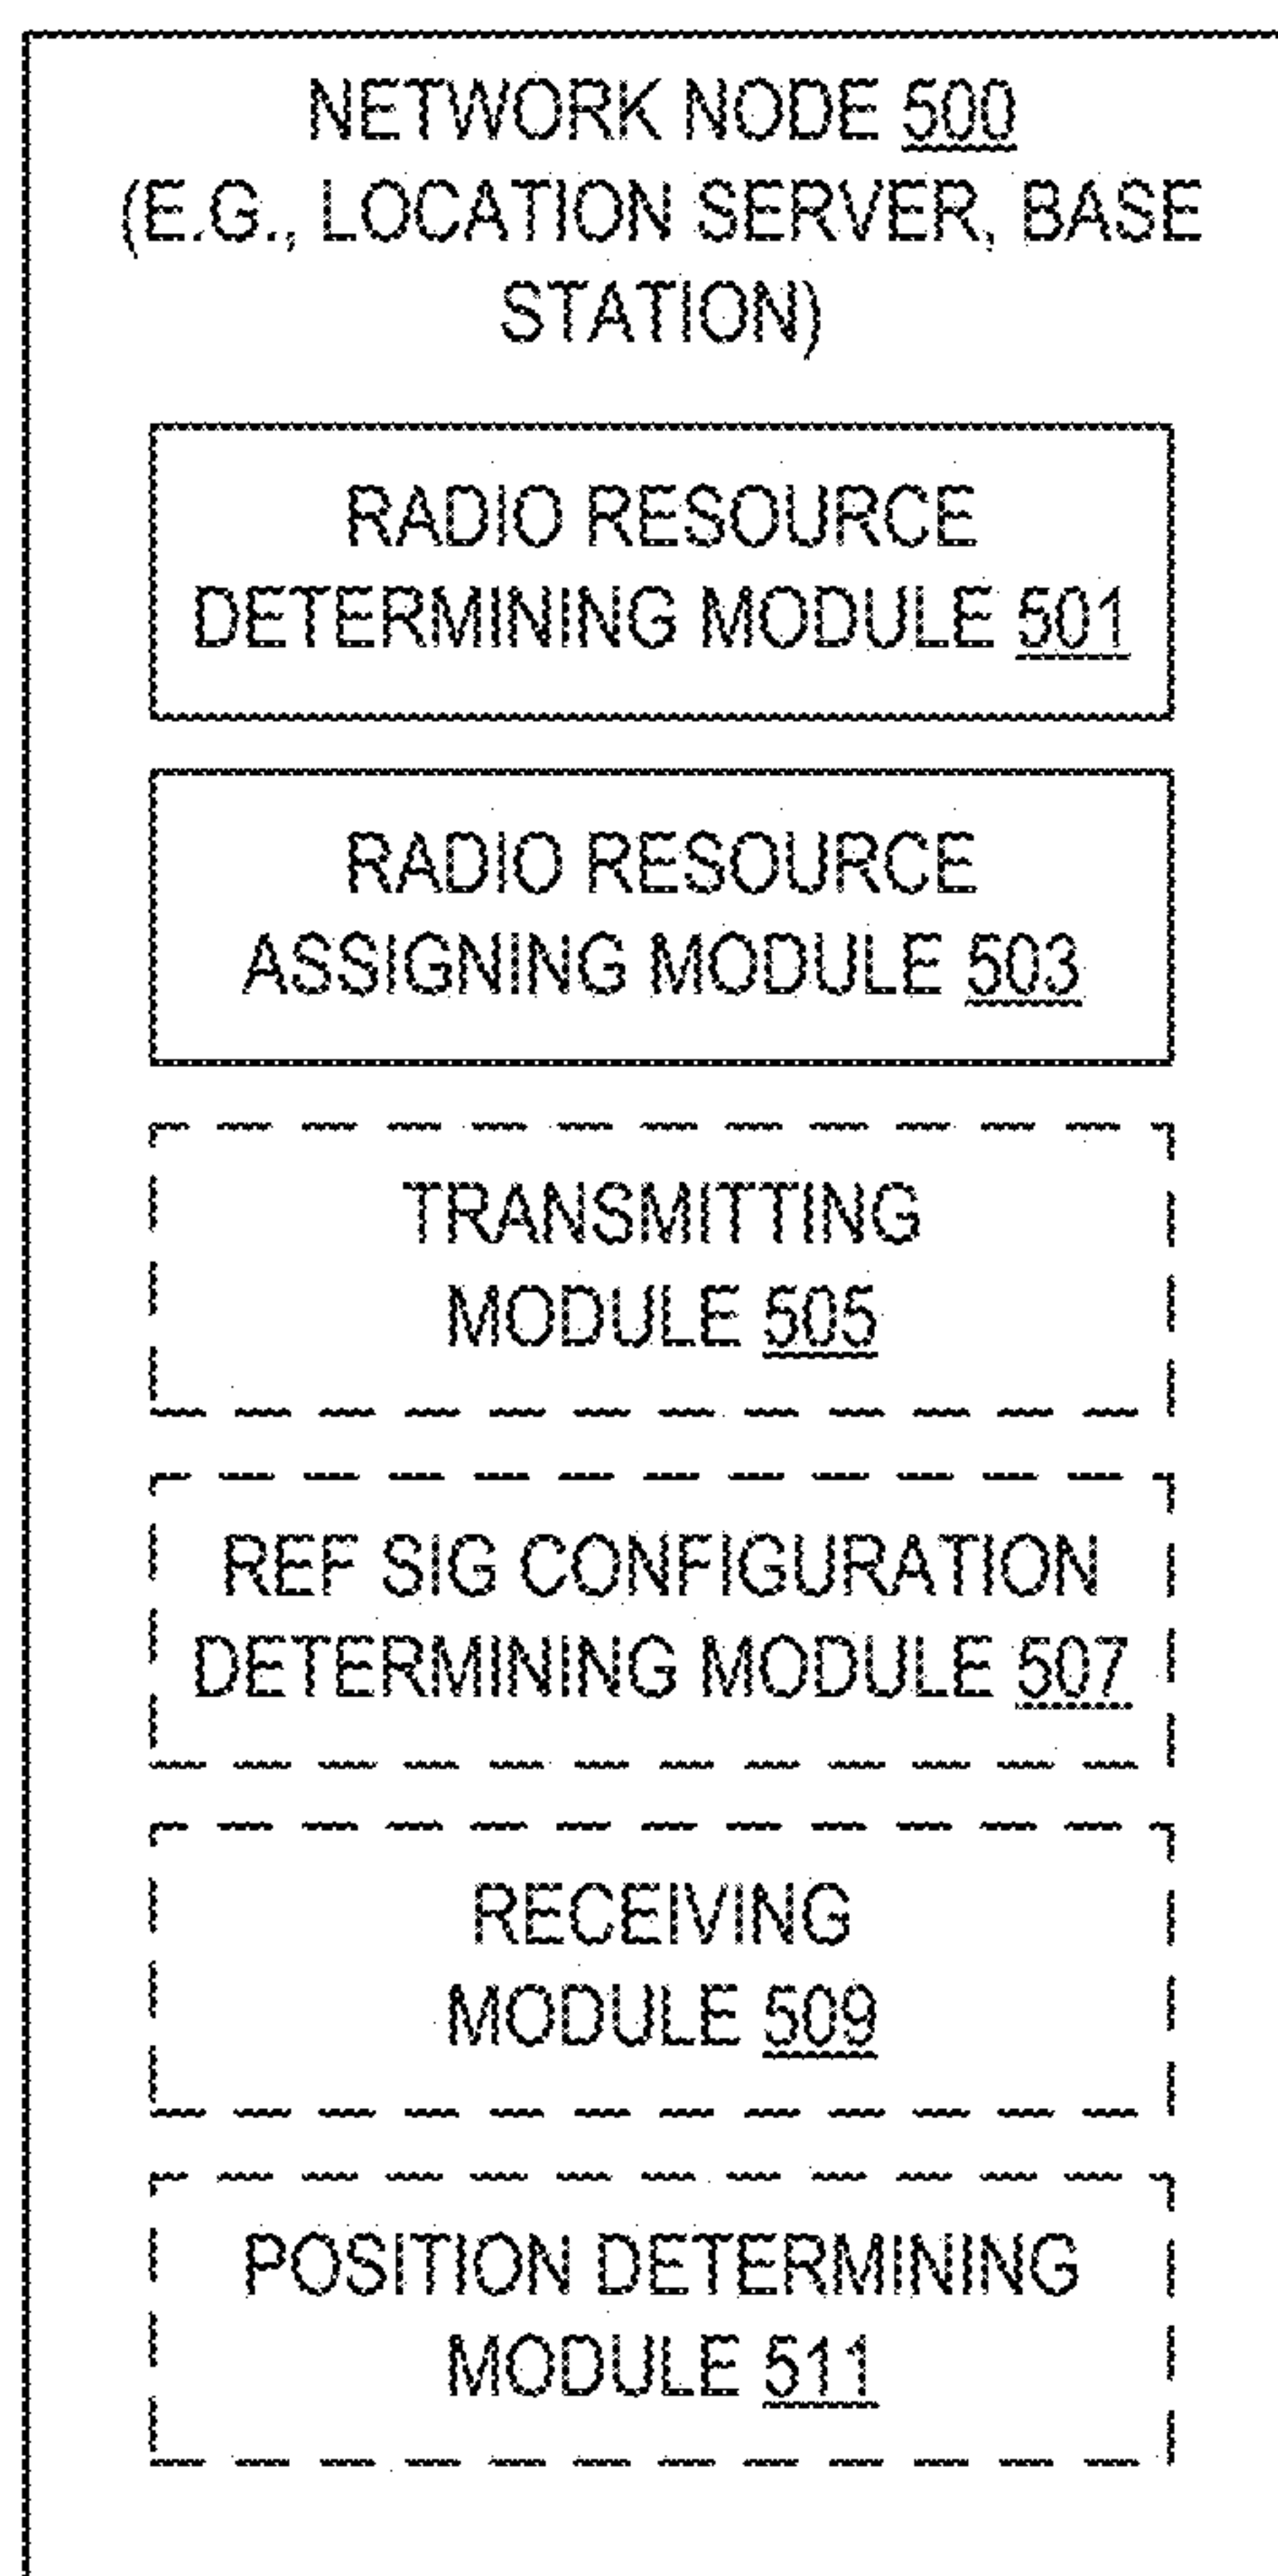 NETWORK NODE 500
(E.G., LOCATION SERVER, BASE
STATION)
RADIO RESOURCE
DETERMINING MODULE 501
RADIO RESOURCE
ASSIGNING MODULE 503
TRANSMITTING
MODULE 505
REF SIG CONFIGURATION
DETERMINING MODULE 507
RECEIVING
MODULE 509
POSITION DETERMINING
MODULE 511